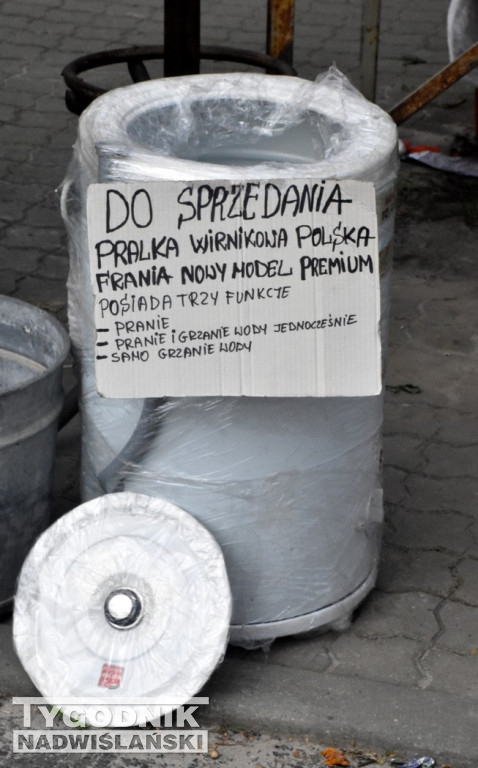 DO SPRZEDANIA
PRALKA WIRNIKOWA POLSKA
FRANIA NOWY MODEL PREMIUM
POSIADA TRZY FUNKCJE
- PRANIE
- PRANIE I GRZANIE WODY JEDNOCZEŚNIE
- SAMO GRZANIE WODY
TYGODNIK
NADWIŚLAŃSKI